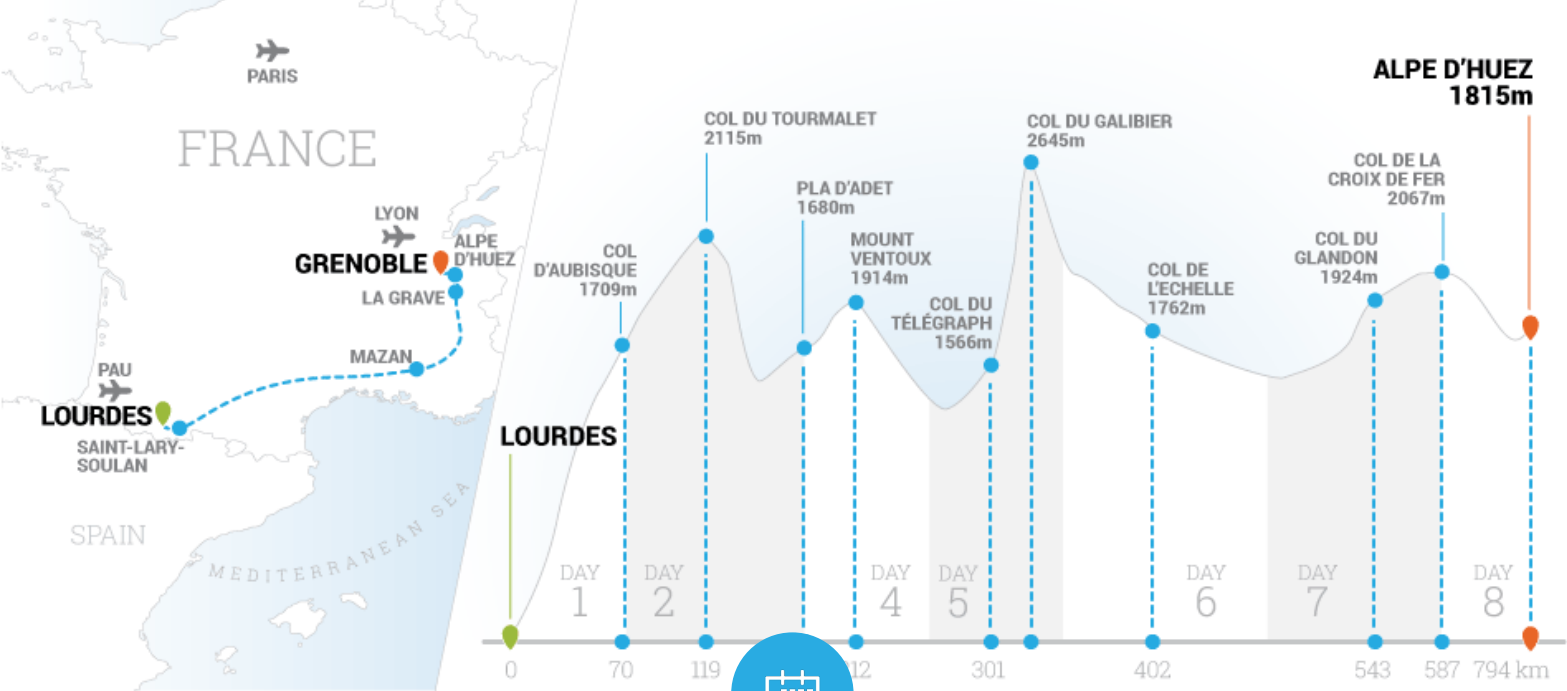 PARIS
FRANCE
LYON
GRENOBLE
ALPE
D'HUEZ
LA GRAVE
MAZAN
PAU
LOURDES
SAINT-LARY-
SOULAN
SPAIN
MEDITERRANEAN SEA
LOURDES
COL
D'AUBISQUE
1709m
COL DU TOURMALET
2115m
PLA D'ADET
1680m
MOUNT
VENTOUX
1914m
COL DU
TÉLÉGRAPH
1566m
COL DU GALIBIER
2645m
COL DE
L'ECHELLE
1762m
COL DU
GLANDON
1924m
COL DE LA
CROIX DE FER
2067m
ALPE D'HUEZ
1815m
DAY
1
DAY
2
DAY
4
DAY
5
DAY
6
DAY
7
DAY
8
0
70
119
301
402
543
587
794 km